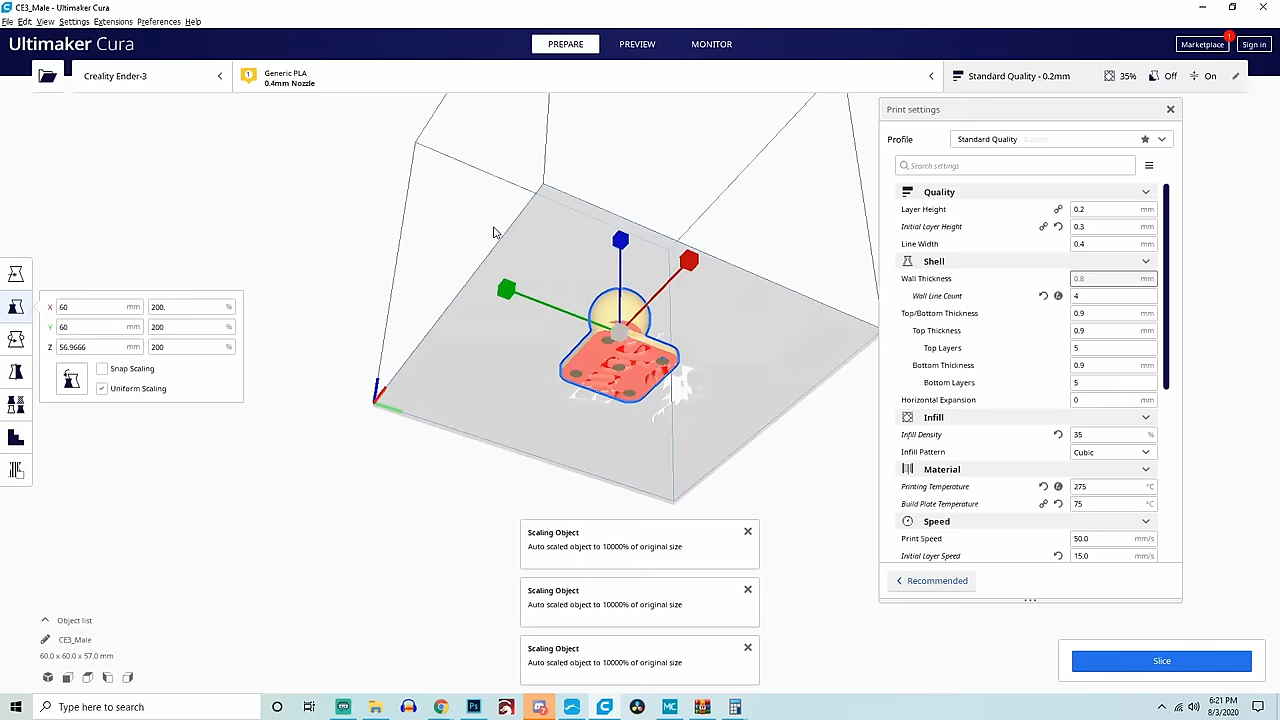 CE3_Male - Ultimaker Cura
File Edit View Settings Extensions Preferences Help
Ultimaker Cura
PREPARE
PREVIEW
MONITOR
Marketplace
1
Sign in
Creality Ender-3
1
Generic PLA
0.4mm Nozzle
Standard Quality - 0.2mm
35%
Off
On
Print settings
Profile
Standard Quality 0.2mm
Search settings
Quality
Layer Height 0.2 mm
Initial Layer Height 0.3 mm
Line Width 0.4 mm
Shell
Wall Thickness 0.8 mm
Wall Line Count 4
Top/Bottom Thickness 0.9 mm
Top Thickness 0.9 mm
Top Layers 5
Bottom Thickness 0.9 mm
Bottom Layers 5
Horizontal Expansion 0 mm
Infill
Infill Density 35 %
Infill Pattern Cubic
Material
Printing Temperature 275 °C
Build Plate Temperature 75 °C
Speed
Print Speed 50.0 mm/s
Initial Layer Speed 15.0 mm/s
Recommended
X 60 mm 200. %
Y 60 mm 200 %
Z 56.9666 mm 200 %
Snap Scaling
Uniform Scaling
Scaling Object
Auto scaled object to 10000% of original size
Scaling Object
Auto scaled object to 10000% of original size
Scaling Object
Auto scaled object to 10000% of original size
Object list
CE3_Male
60.0 x 60.0 x 57.0 mm
Slice
Type here to search
Ps
MC
6:21 PM
8/3/2020